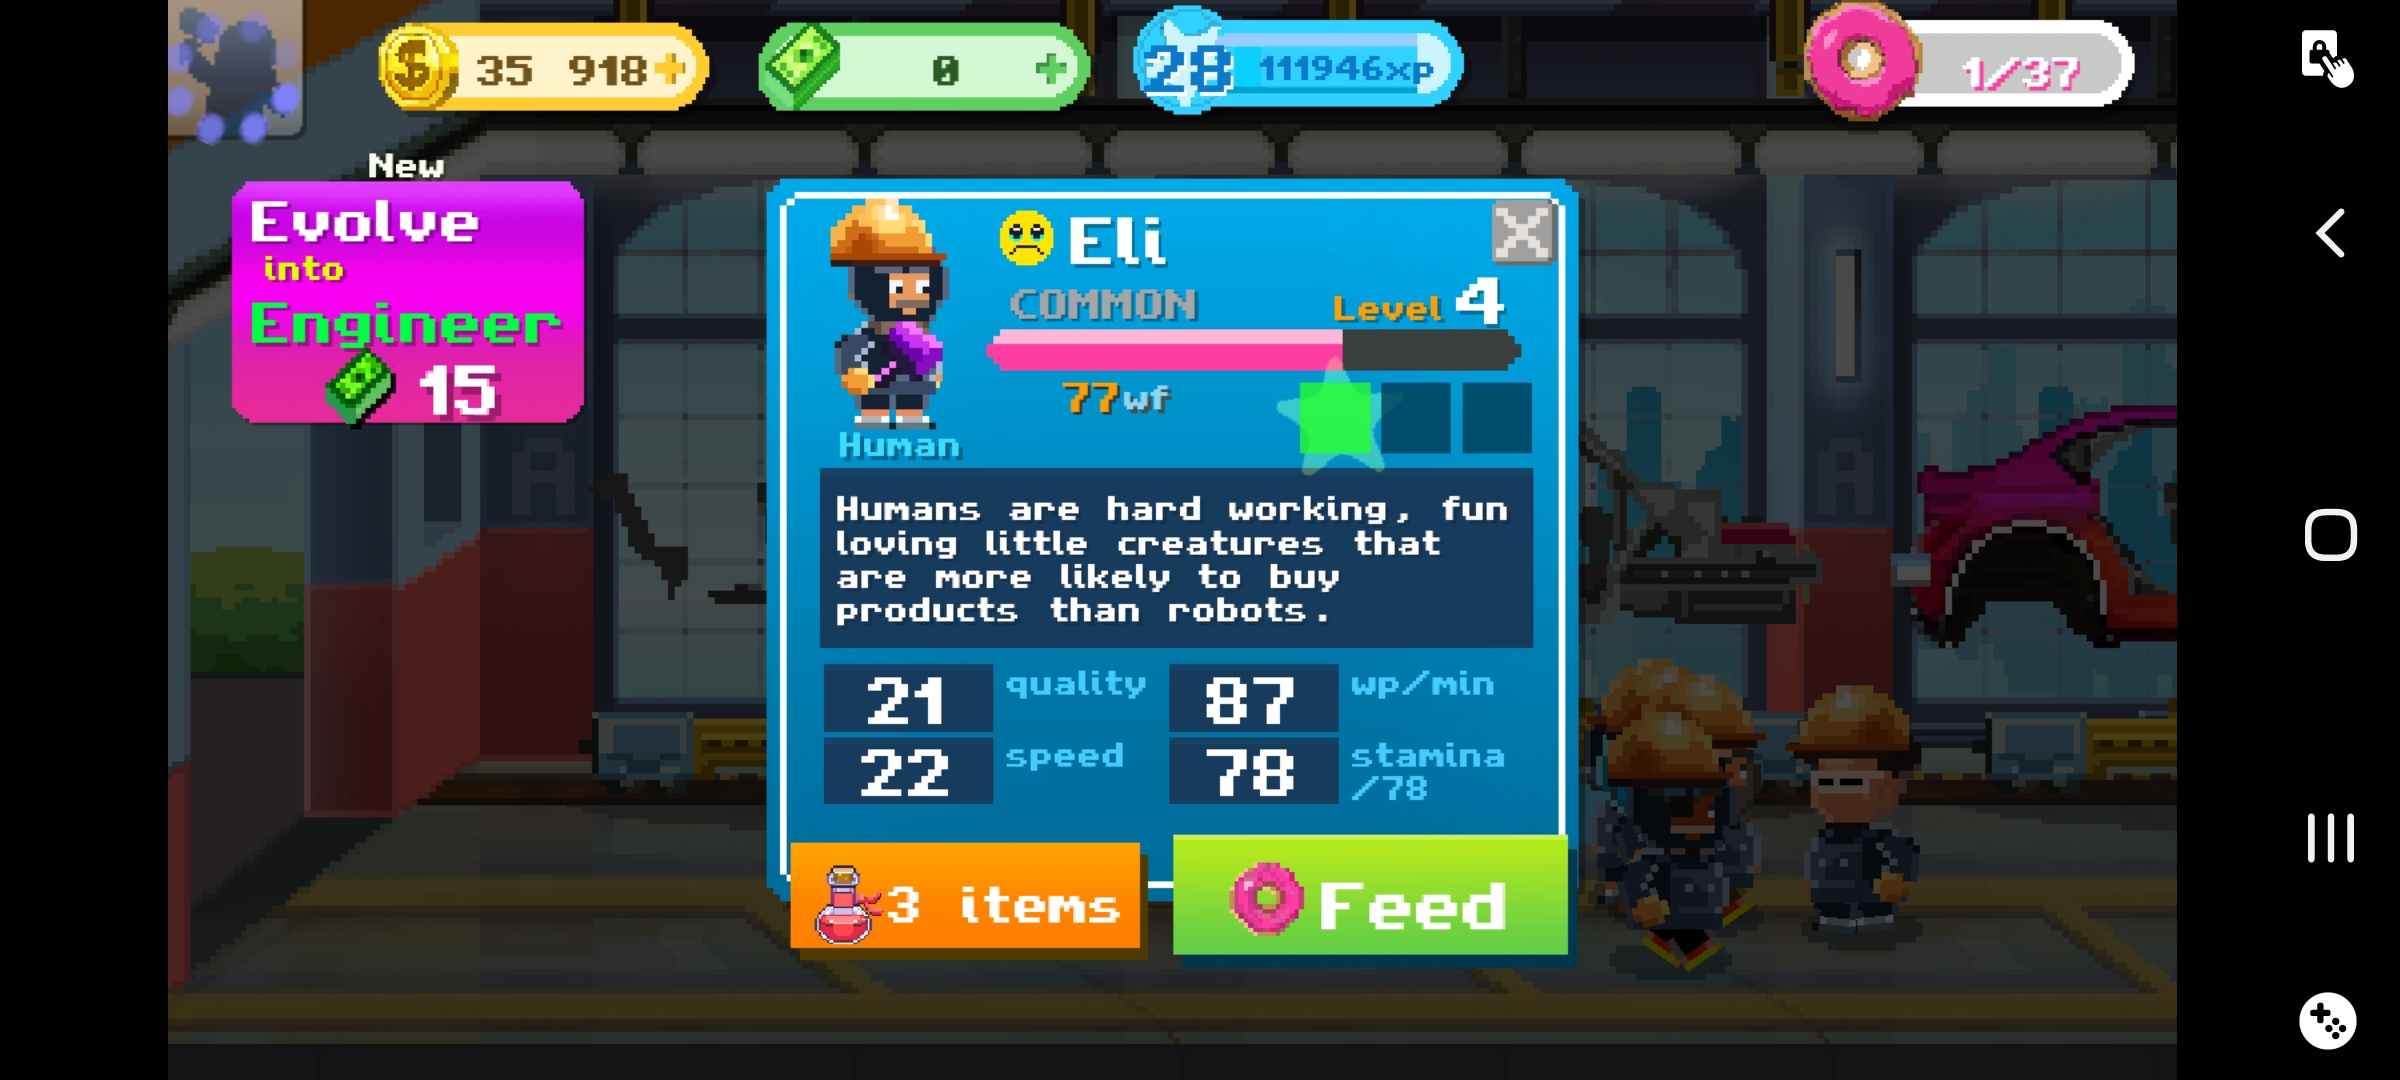 35 918
0
28 111946xp
1/37
New
Evolve
into
Engineer
15
Eli
COMMON
Level 4
77wf
Human
Humans are hard working, fun
loving little creatures that
are more likely to buy
products than robots.
21 quality
87 wp/min
22 speed
78 stamina
/78
3 items
Feed